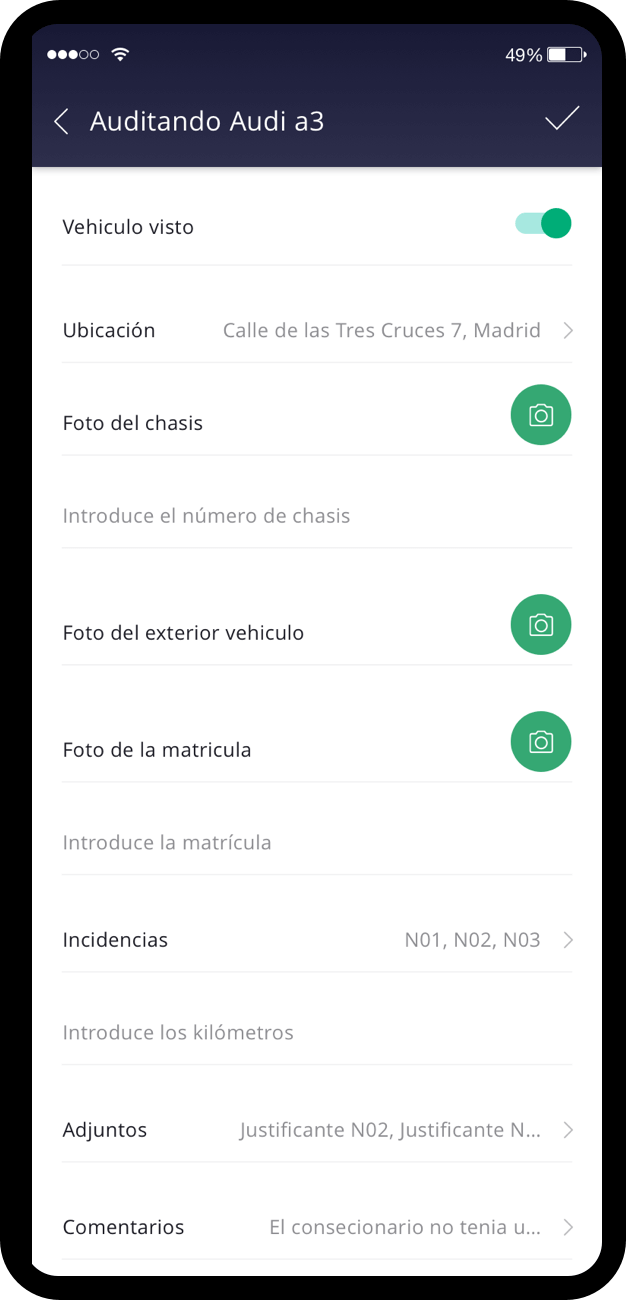 49%
Auditando Audi a3
Vehiculo visto
Ubicación Calle de las Tres Cruces 7, Madrid
Foto del chasis
Introduce el número de chasis
Foto del exterior vehiculo
Foto de la matricula
Introduce la matrícula
Incidencias N01, N02, N03
Introduce los kilómetros
Adjuntos Justificante N02, Justificante N...
Comentarios El consecionario no tenia u...